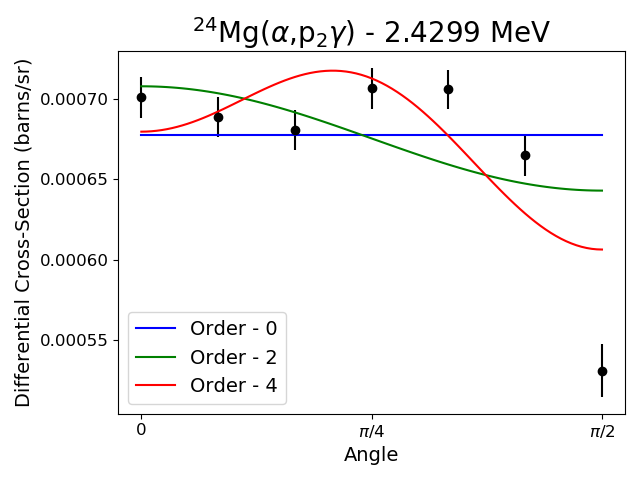 ²⁴Mg(α,p₂γ) - 2.4299 MeV
Differential Cross-Section (barns/sr)
0.00070
0.00065
0.00060
0.00055
Order - 0
Order - 2
Order - 4
0 π/4 π/2
Angle